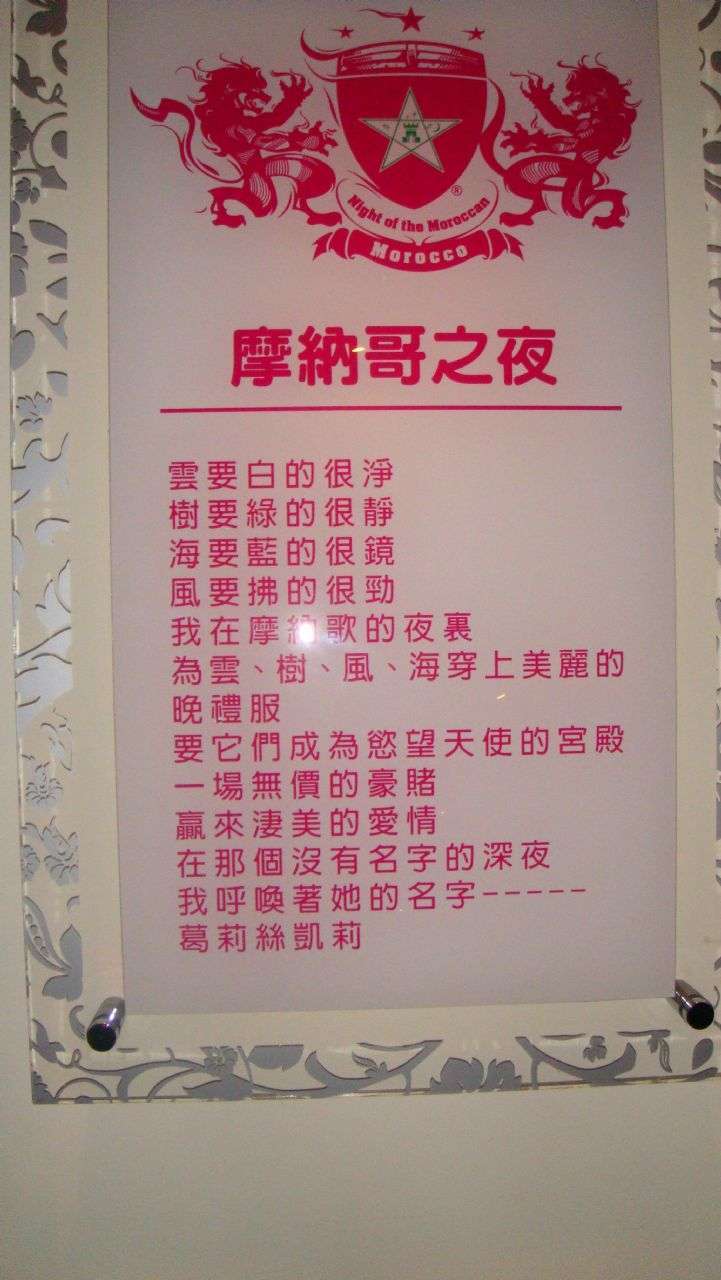 ®
Night of the Moroccan
Morocco
摩納哥之夜
雲要白的很淨
樹要綠的很靜
海要藍的很鏡
風要拂的很勁
我在摩納歌的夜裏
為雲、樹、風、海穿上美麗的
晚禮服
要它們成為慾望天使的宮殿
一場無價的豪賭
贏來淒美的愛情
在那個沒有名字的深夜
我呼喚著她的名字-----
葛莉絲凱莉